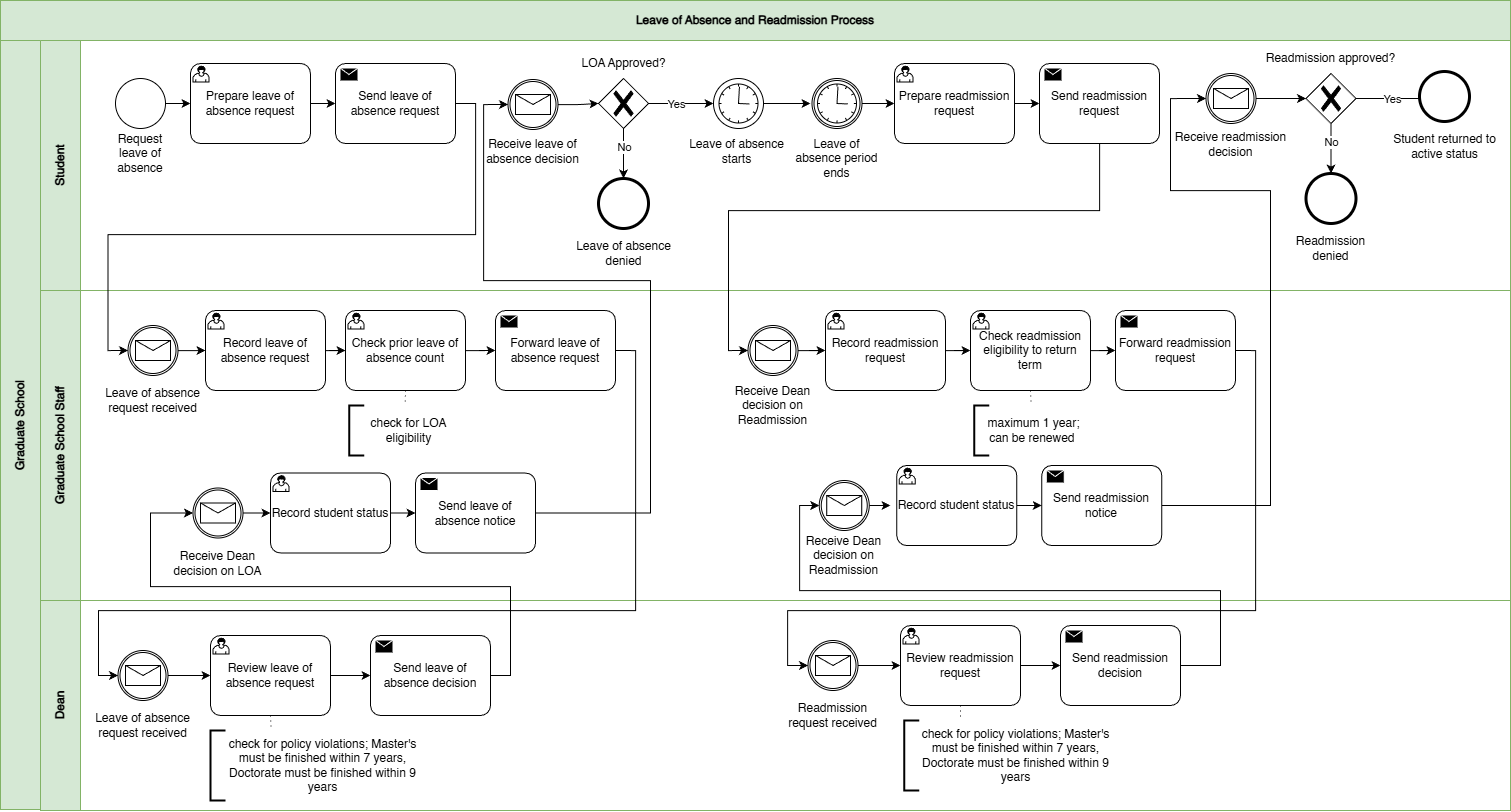 Leave of Absence and Readmission Process
Graduate School
Student
Request
leave of
absence
Prepare leave of
absence request
Send leave of
absence request
Receive leave of
absence decision
LOA Approved?
Yes
No
Leave of absence
denied
Leave of absence
starts
Leave of
absence period
ends
Prepare readmission
request
Send readmission
request
Receive readmission
decision
Readmission approved?
Yes
No
Readmission
denied
Student returned to
active status
Graduate School Staff
Leave of absence
request received
Record leave of
absence request
Check prior leave of
absence count
check for LOA
eligibility
Forward leave of
absence request
Receive Dean
decision on LOA
Record student status
Send leave of
absence notice
Receive Dean
decision on
Readmission
Record readmission
request
Check readmission
eligibility to return
term
maximum 1 year;
can be renewed
Forward readmission
request
Receive Dean
decision on
Readmission
Record student status
Send readmission
notice
Dean
Leave of absence
request received
Review leave of
absence request
check for policy violations; Master's
must be finished within 7 years,
Doctorate must be finished within 9
years
Send leave of
absence decision
Readmission
request received
Review readmission
request
check for policy violations; Master's
must be finished within 7 years,
Doctorate must be finished within 9
years
Send readmission
decision